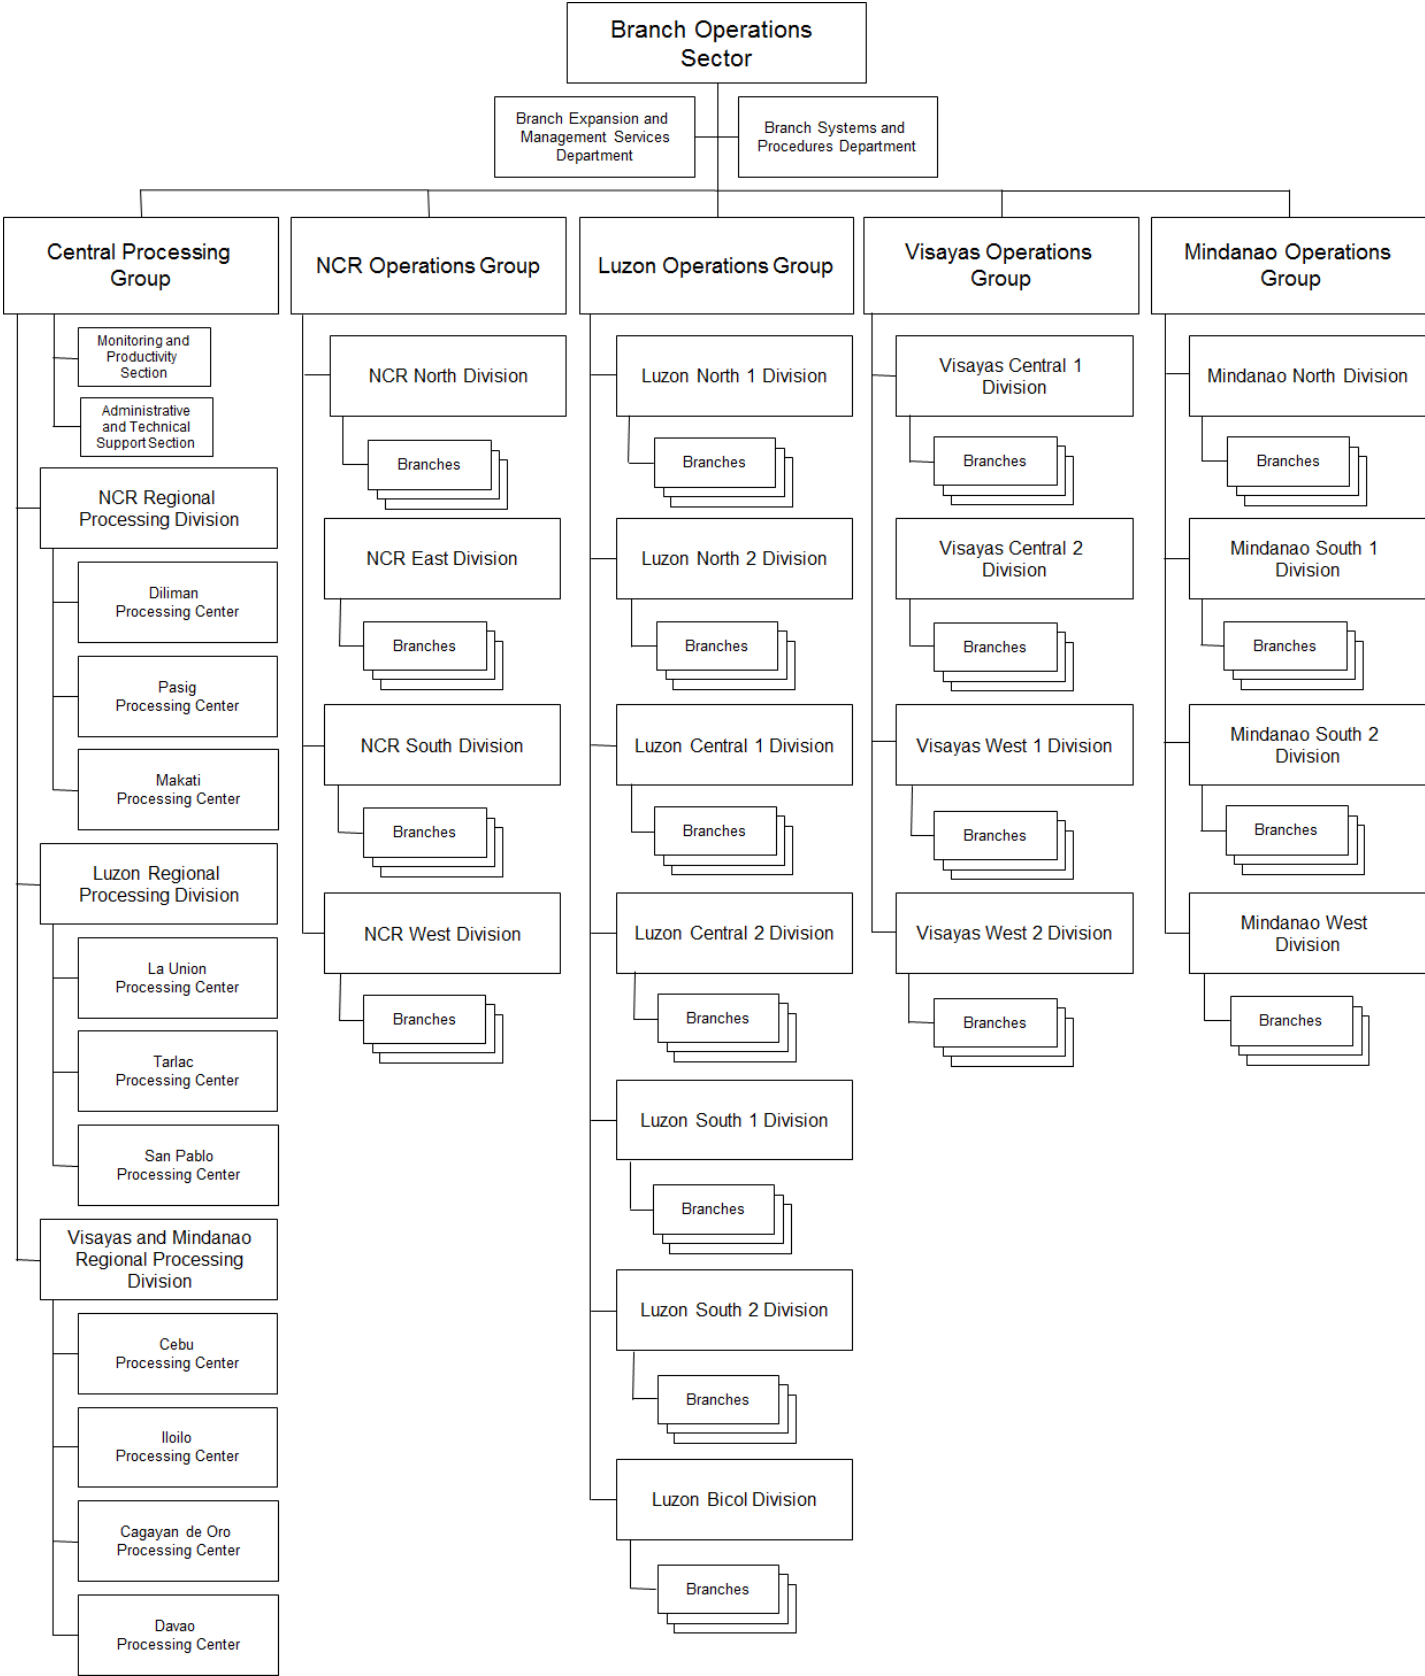 Branch Operations
Sector
Branch Expansion and
Management Services
Department
Branch Systems and
Procedures Department
Central Processing
Group
Monitoring and
Productivity
Section
Administrative
and Technical
Support Section
NCR Regional
Processing Division
Diliman
Processing Center
Pasig
Processing Center
Makati
Processing Center
Luzon Regional
Processing Division
La Union
Processing Center
Tarlac
Processing Center
San Pablo
Processing Center
Visayas and Mindanao
Regional Processing
Division
Cebu
Processing Center
Iloilo
Processing Center
Cagayan de Oro
Processing Center
Davao
Processing Center
NCR Operations Group
NCR North Division
Branches
NCR East Division
Branches
NCR South Division
Branches
NCR West Division
Branches
Luzon Operations Group
Luzon North 1 Division
Branches
Luzon North 2 Division
Branches
Luzon Central 1 Division
Branches
Luzon Central 2 Division
Branches
Luzon South 1 Division
Branches
Luzon South 2 Division
Branches
Luzon Bicol Division
Branches
Visayas Operations
Group
Visayas Central 1
Division
Branches
Visayas Central 2
Division
Branches
Visayas West 1 Division
Branches
Visayas West 2 Division
Branches
Mindanao Operations
Group
Mindanao North Division
Branches
Mindanao South 1
Division
Branches
Mindanao South 2
Division
Branches
Mindanao West
Division
Branches